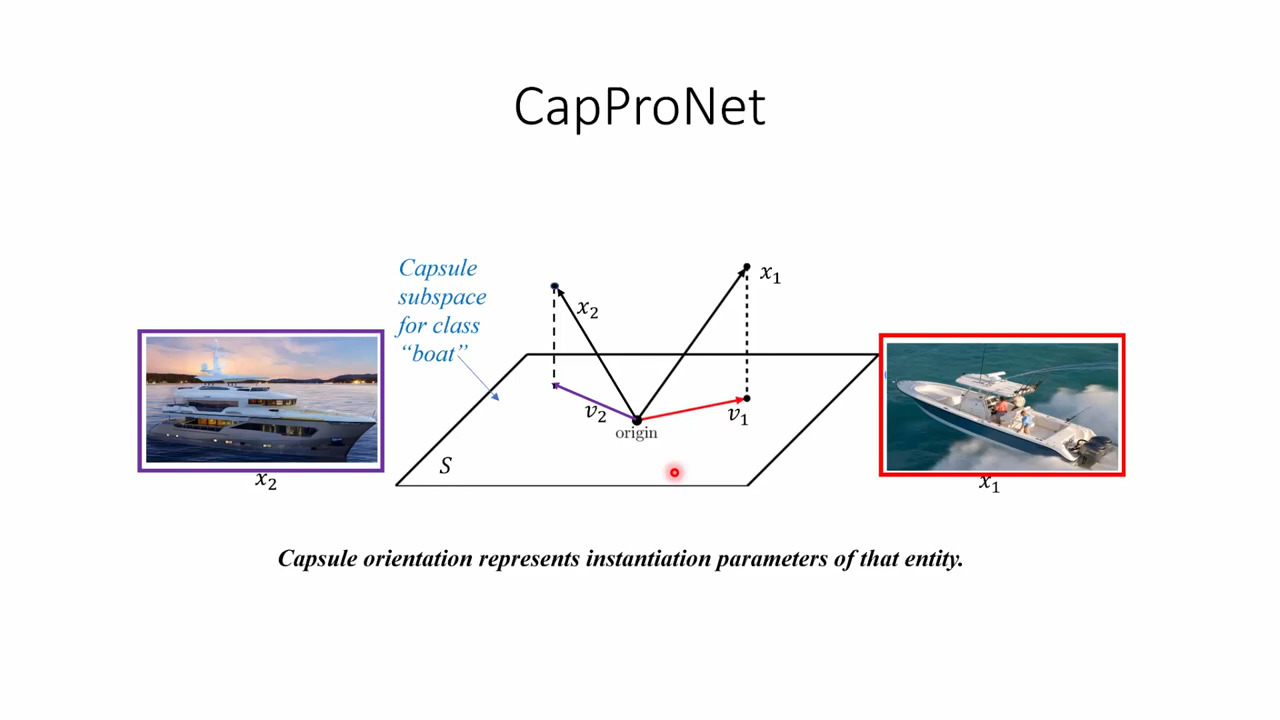 CapProNet
Capsule
subspace
for class
“boat”
x₁
x₂
v₂
v₁
origin
S
x₂
x₁
Capsule orientation represents instantiation parameters of that entity.